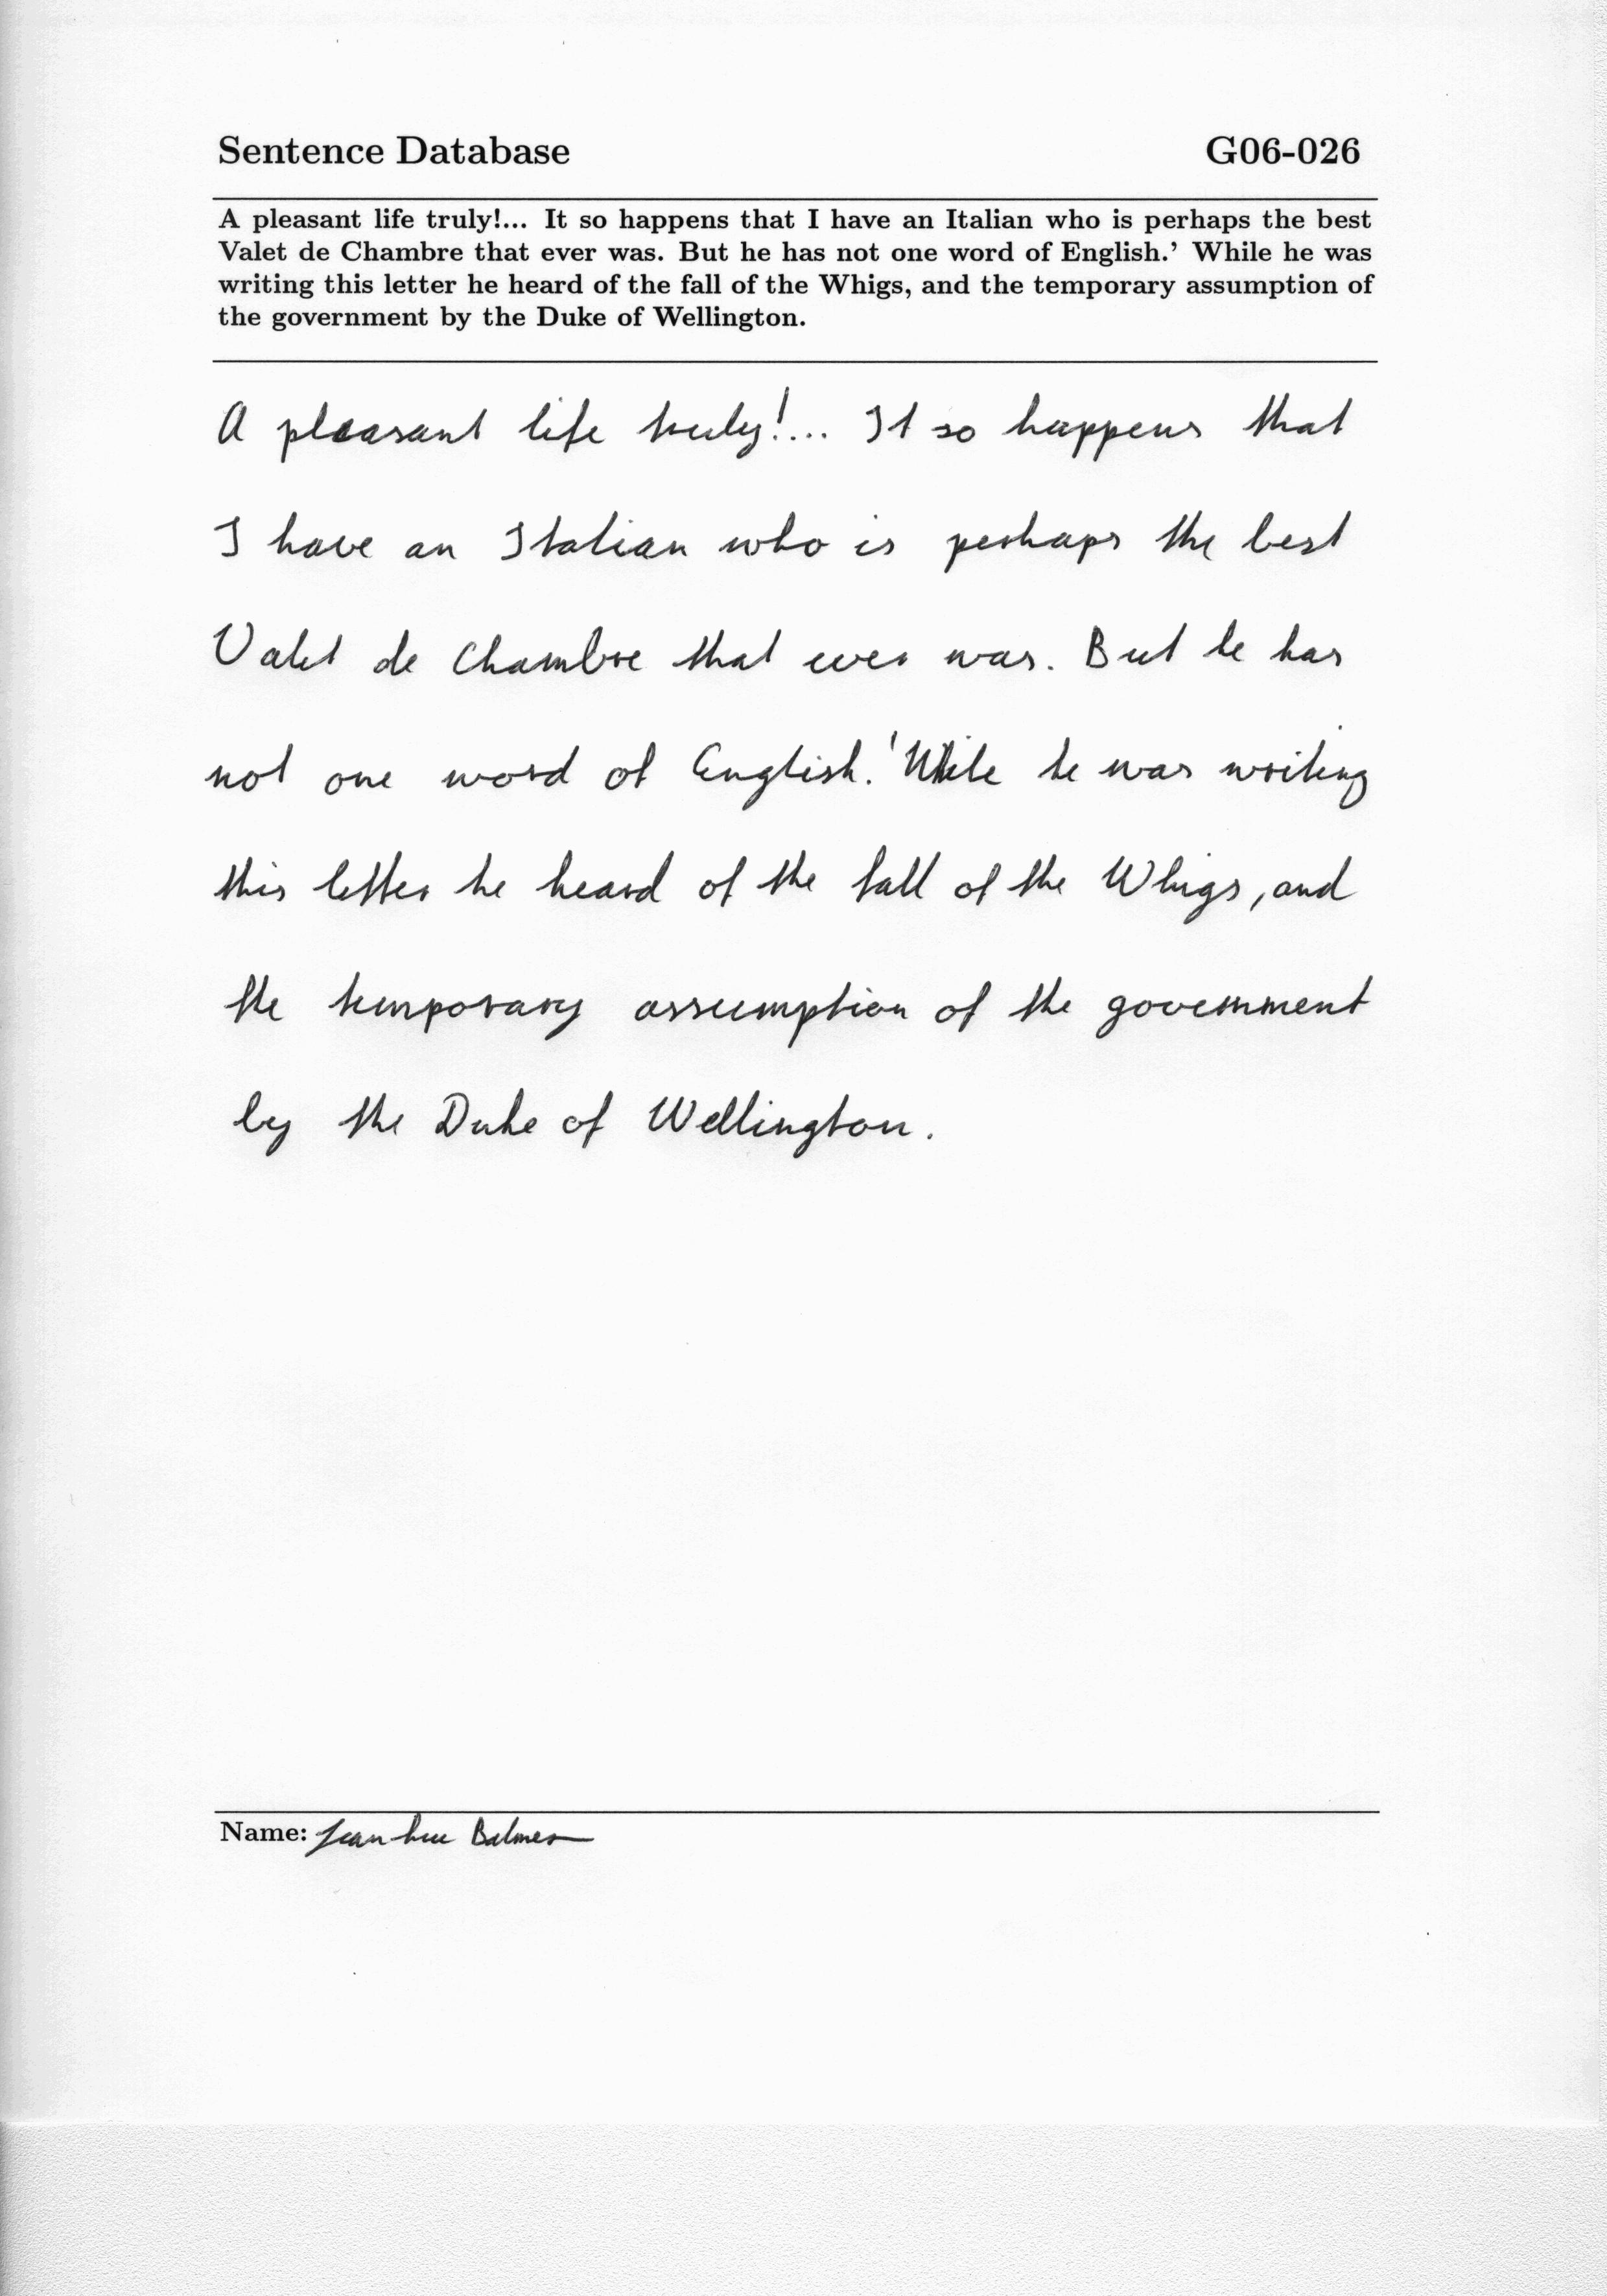 Sentence Database G06-026
A pleasant life truly!... It so happens that I have an Italian who is perhaps the best
Valet de Chambre that ever was. But he has not one word of English.’ While he was
writing this letter he heard of the fall of the Whigs, and the temporary assumption of
the government by the Duke of Wellington.
A pleasant life truly!... It so happens that
I have an Italian who is perhaps the best
Valet de Chambre that ever was. But he has
not one word of English.' While he was writing
this letter he heard of the fall of the Whigs, and
the temporary assumption of the government
by the Duke of Wellington.
Name: Jean-Luc Balmer